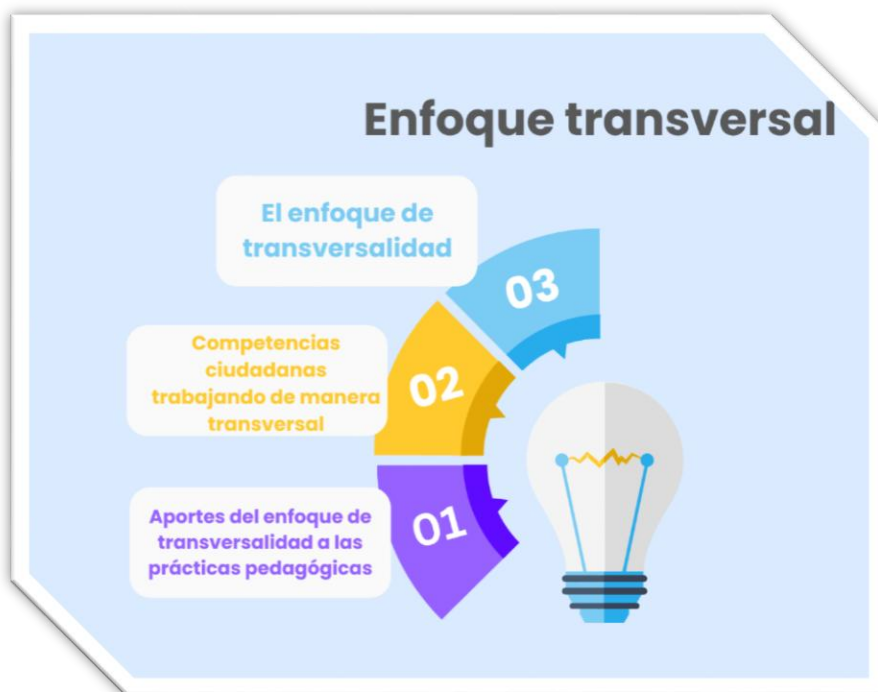 Enfoque transversal
El enfoque de
transversalidad
03
Competencias
ciudadanas
trabajando de manera
transversal
02
Aportes del enfoque de
transversalidad a las
prácticas pedagógicas
01